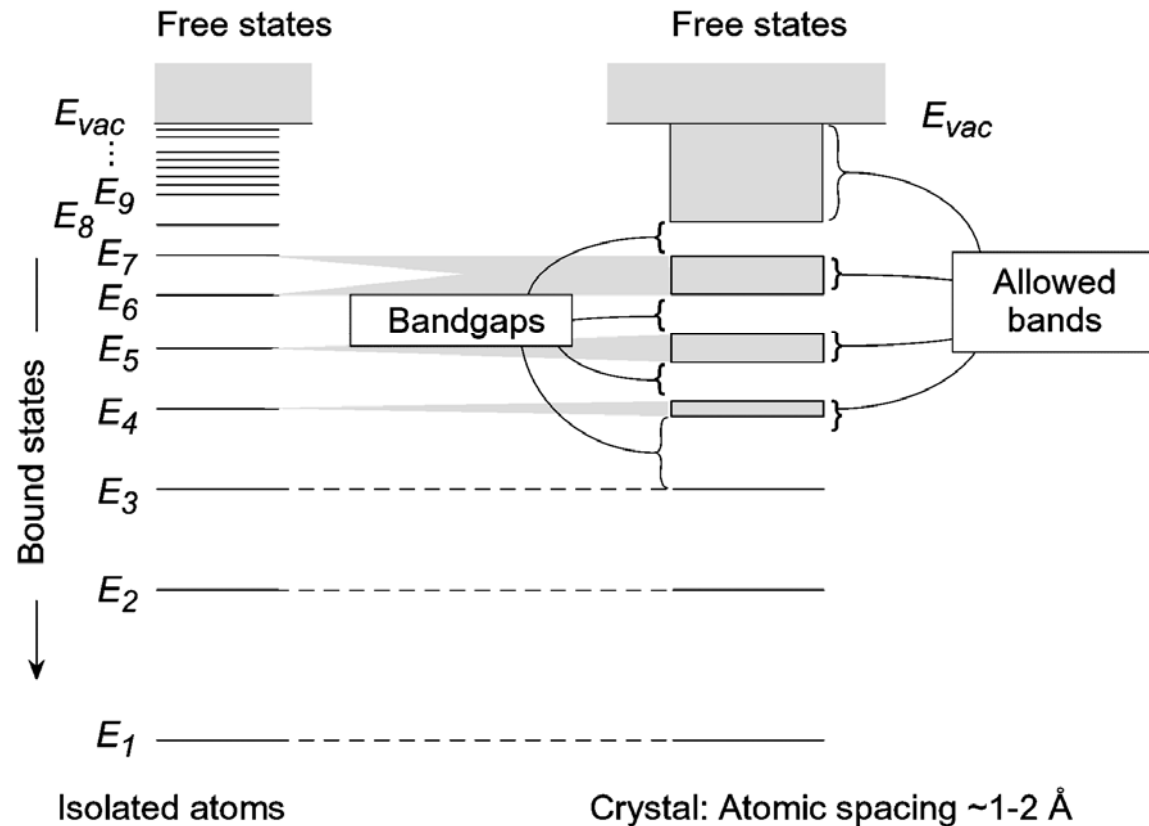 Free states
Free states
E_vac
E_vac
E_9
E_8
E_7
E_6
Bandgaps
Allowed
bands
E_5
E_4
E_3
E_2
E_1
Bound states
Isolated atoms
Crystal: Atomic spacing ~1-2 Å